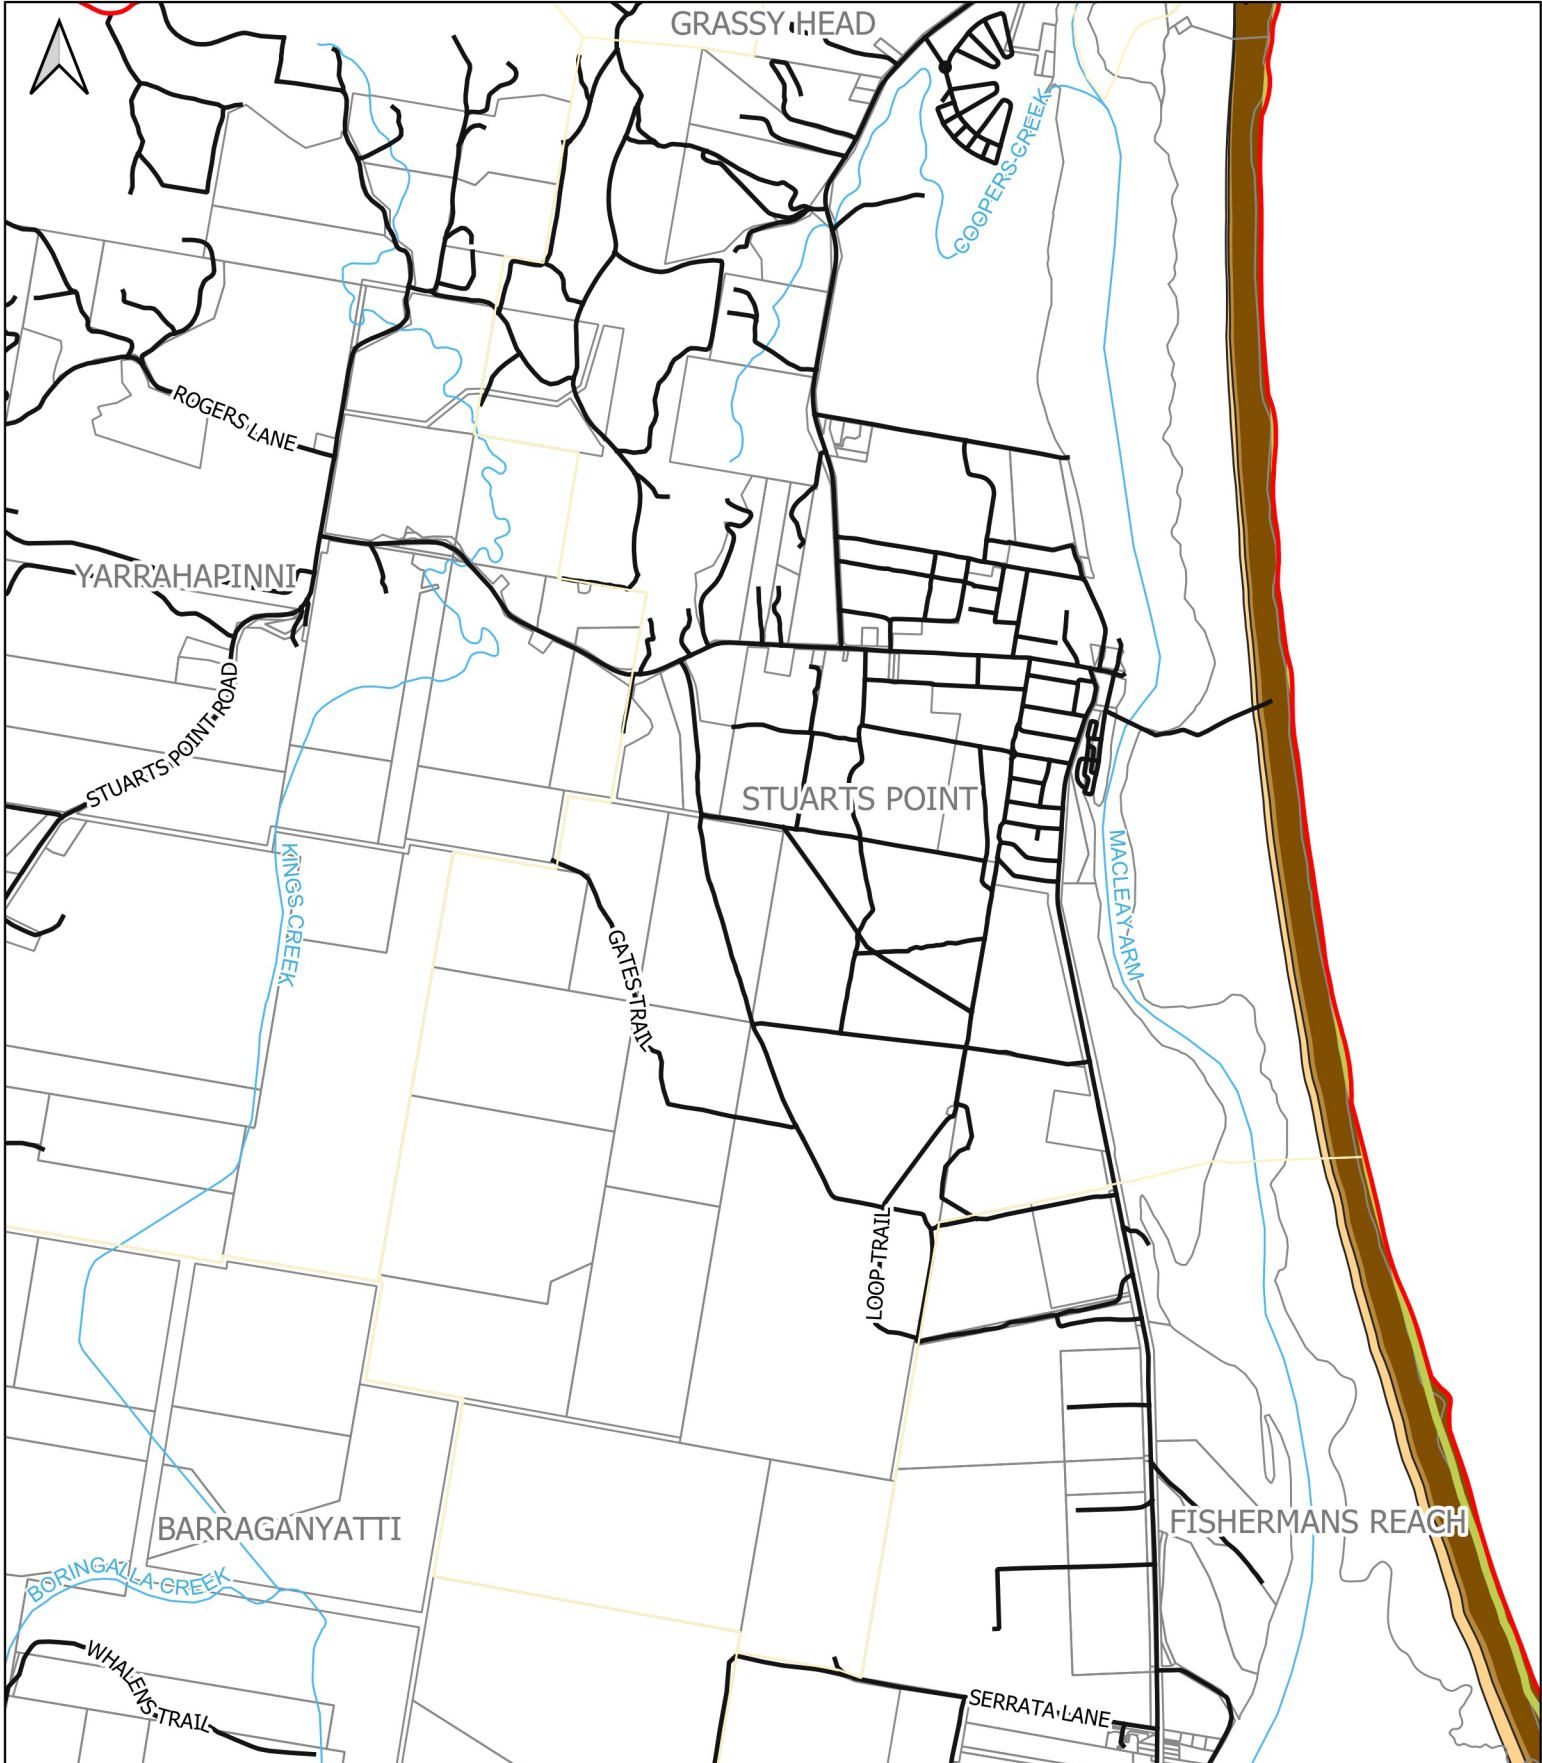 GRASSY HEAD
COOPERS CREEK
ROGERS LANE
YARRAHAPINNI
STUARTS POINT ROAD
STUARTS POINT
KINGS CREEK
MACLEAY ARM
GATES TRAIL
LOOP TRAIL
BARRAGANYATTI
FISHERMANS REACH
BORINGALLA CREEK
WHALENS TRAIL
SERRATA LANE